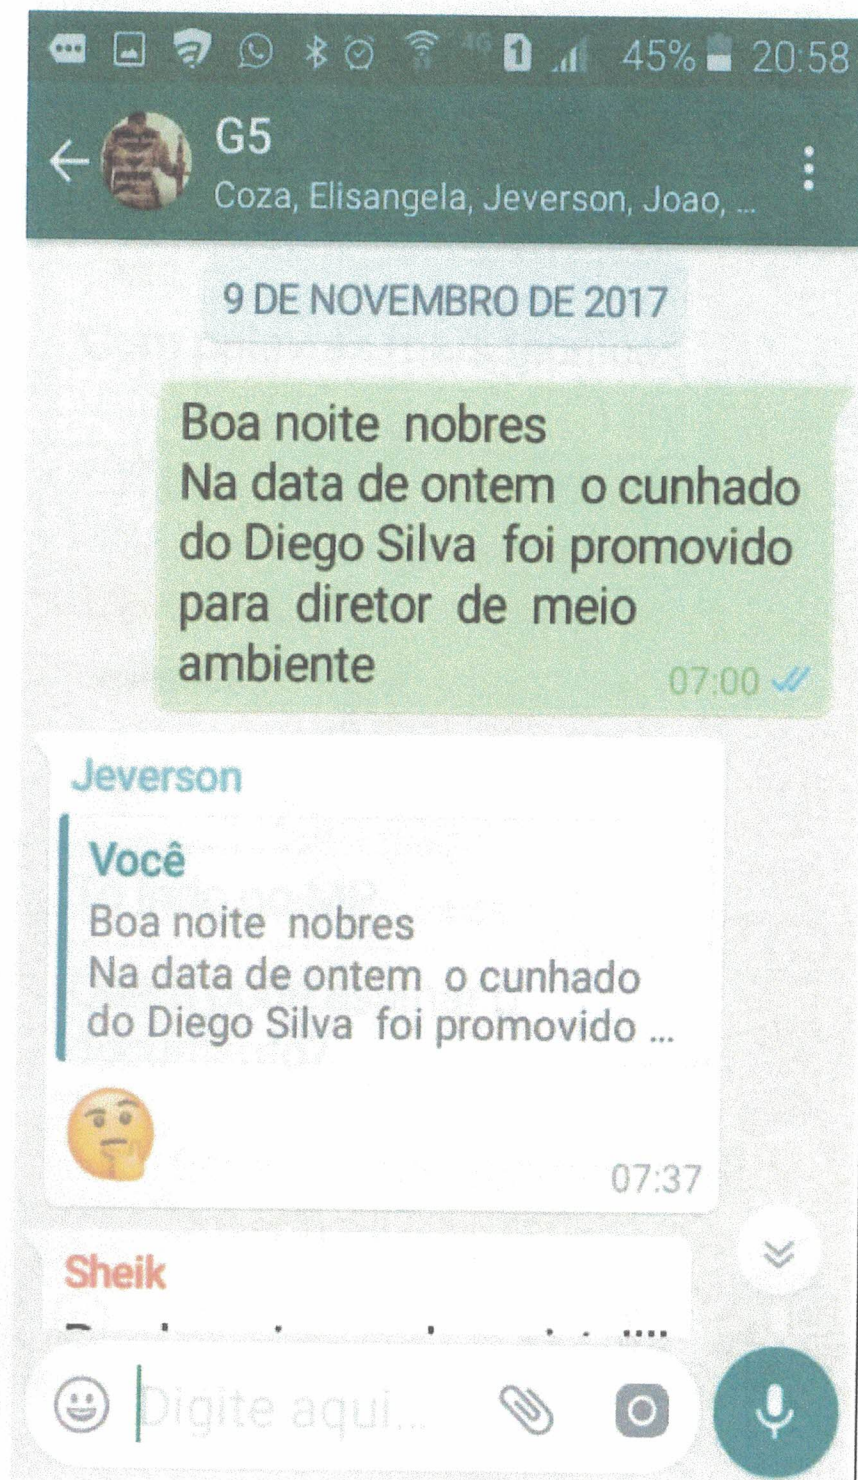 4G 1 45% 20:58
G5
Coza, Elisangela, Jeverson, Joao, ...
9 DE NOVEMBRO DE 2017
Boa noite nobres
Na data de ontem o cunhado
do Diego Silva foi promovido
para diretor de meio
ambiente
07:00
Jeverson
Você
Boa noite nobres
Na data de ontem o cunhado
do Diego Silva foi promovido ...
07:37
Sheik
Digite aqui...